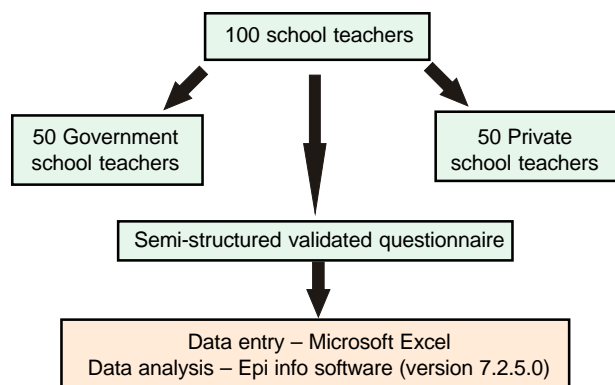 100 school teachers
50 Government
school teachers
50 Private
school teachers
Semi-structured validated questionnaire
Data entry – Microsoft Excel
Data analysis – Epi info software (version 7.2.5.0)